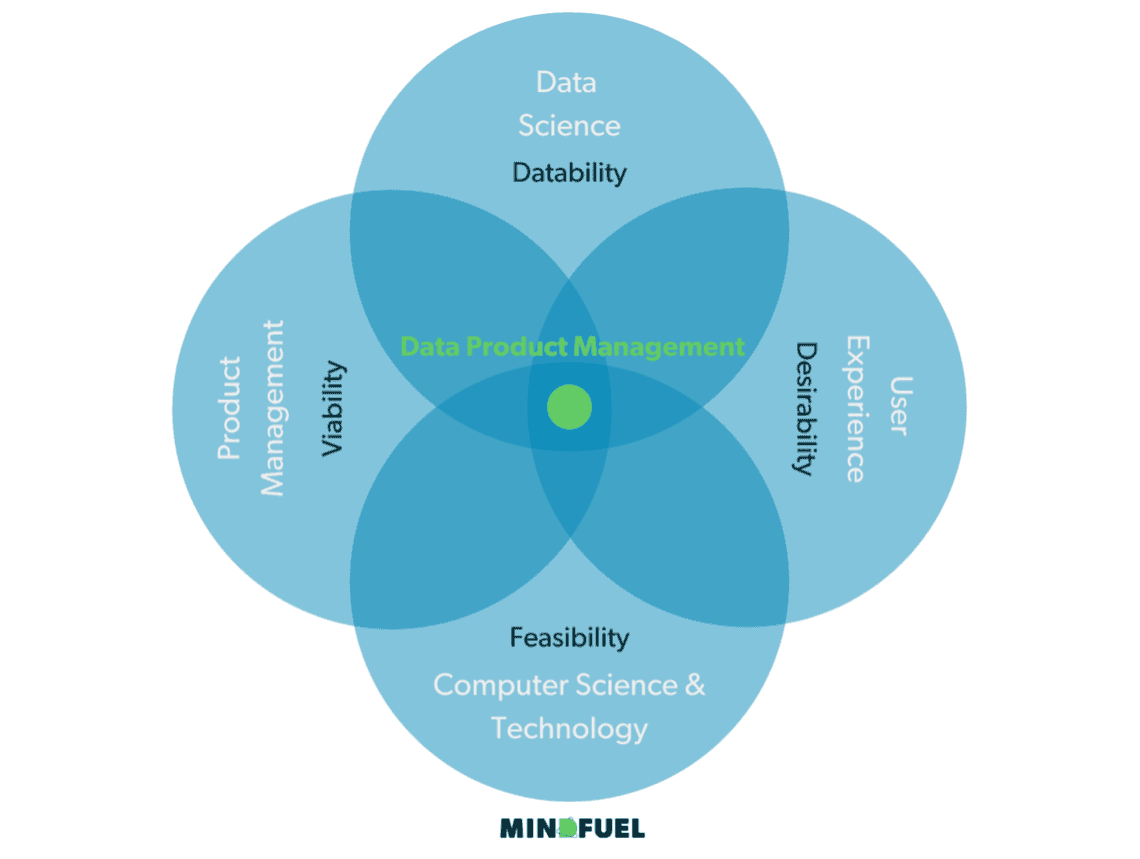 Data
Science
Datability
Data Product Management
Product
Management
Viability
User
Experience
Desirability
Feasibility
Computer Science &
Technology
MINDFUEL